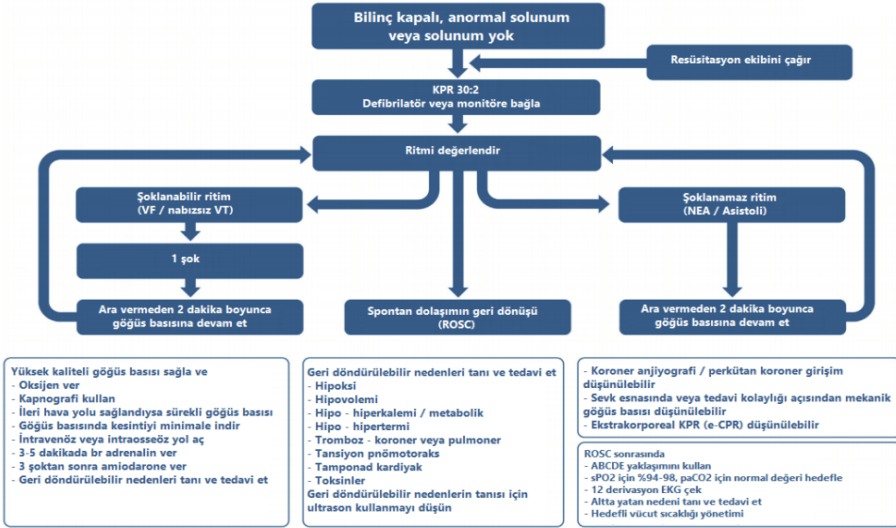 Bilinç kapalı, anormal solunum
veya solunum yok
Resüsitasyon ekibini çağır
KPR 30:2
Defibrilatör veya monitöre bağla
Ritmi değerlendir
Şoklanabilir ritim
(VF / nabızsız VT)
Şoklanamaz ritim
(NEA / Asistoli)
1 şok
Ara vermeden 2 dakika boyunca
göğüs basısına devam et
Spontan dolaşımın geri dönüşü
(ROSC)
Ara vermeden 2 dakika boyunca
göğüs basısına devam et
Yüksek kaliteli göğüs basısı sağla ve
- Oksijen ver
- Kapnografi kullan
- İleri hava yolu sağlandıysa sürekli göğüs basısı
- Göğüs basısında kesintiyi minimale indir
- İntravenöz veya intraosseöz yol aç
- 3-5 dakikada br adrenalin ver
- 3 şoktan sonra amiodarone ver
- Geri döndürülebilir nedenleri tanı ve tedavi et
Geri döndürülebilir nedenleri tanı ve tedavi et
- Hipoksi
- Hipovolemi
- Hipo - hiperkalemi / metabolik
- Hipo - hipertermi
- Tromboz - koroner veya pulmoner
- Tansiyon pnömotoraks
- Tamponad kardiyak
- Toksinler
Geri döndürülebilir nedenlerin tanısı için
ultrason kullanmayı düşün
- Koroner anjiyografi / perkütan koroner girişim
düşünülebilir
- Sevk esnasında veya tedavi kolaylığı açısından mekanik
göğüs basısı düşünülebilir
- Ekstrakorporeal KPR (e-CPR) düşünülebilir
ROSC sonrasında
- ABCDE yaklaşımını kullan
- sPO2 için %94-98, paCO2 için normal değeri hedefle
- 12 derivasyon EKG çek
- Altta yatan nedeni tanı ve tedavi et
- Hedefli vücut sıcaklığı yönetimi